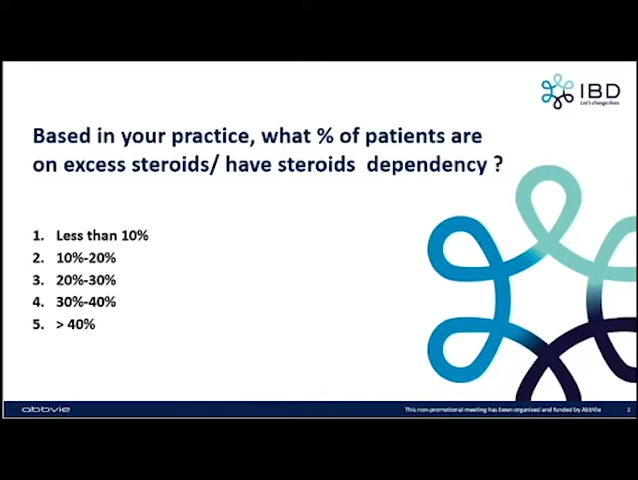 IBD
Let's change lives
Based in your practice, what % of patients are
on excess steroids/ have steroids dependency ?
1. Less than 10%
2. 10%-20%
3. 20%-30%
4. 30%-40%
5. > 40%
abbvie
This non-promotional meeting has been organised and funded by AbbVie
2